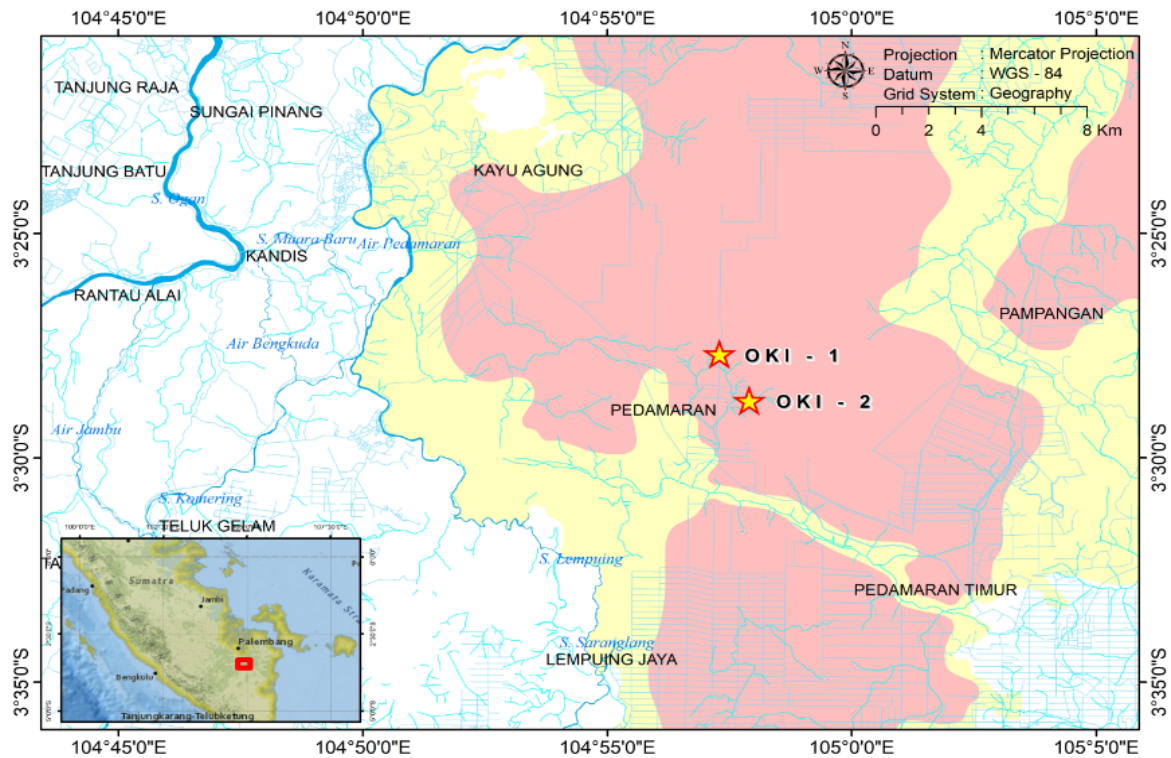 104°45'0"E 104°50'0"E 104°55'0"E 105°0'0"E 105°5'0"E
N
W E
S
Projection : Mercator Projection
Datum : WGS - 84
Grid System : Geography
0 2 4 8 Km
TANJUNG RAJA
SUNGAI PINANG
TANJUNG BATU
KAYU AGUNG
S. Ogan
3°25'0"S
3°25'0"S
S. Muara Baru
Air Pedamaran
KANDIS
RANTAU ALAI
PAMPANGAN
Air Bengkuda
OKI - 1
OKI - 2
PEDAMARAN
Air Jambu
3°30'0"S
3°30'0"S
S. Komering
TELUK GELAM
TA
S. Lempuing
PEDAMARAN TIMUR
S. Saranglang
LEMPUING JAYA
3°35'0"S
3°35'0"S
Sumatra
Padang
Jambi
Karamata Stra
Palembang
Bengkulu
Tanjungkarang-Telubketung
104°45'0"E 104°50'0"E 104°55'0"E 105°0'0"E 105°5'0"E